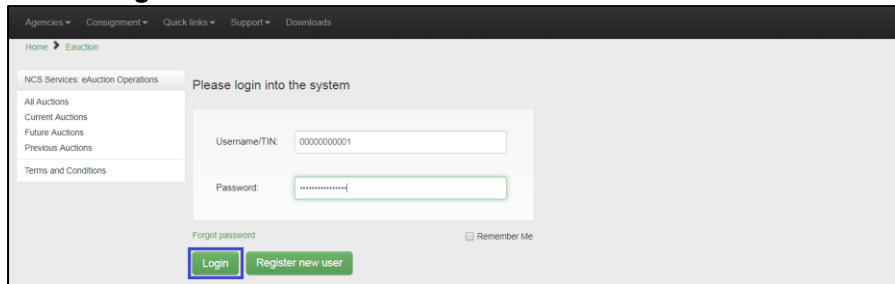 Agencies Consignment Quick links Support Downloads
Home > Eauction
NCS Services: eAuction Operations
All Auctions
Current Auctions
Future Auctions
Previous Auctions
Terms and Conditions
Please login into the system
Username/TIN: 00000000001
Password: ••••••••••••••••
Forgot password Remember Me
Login Register new user